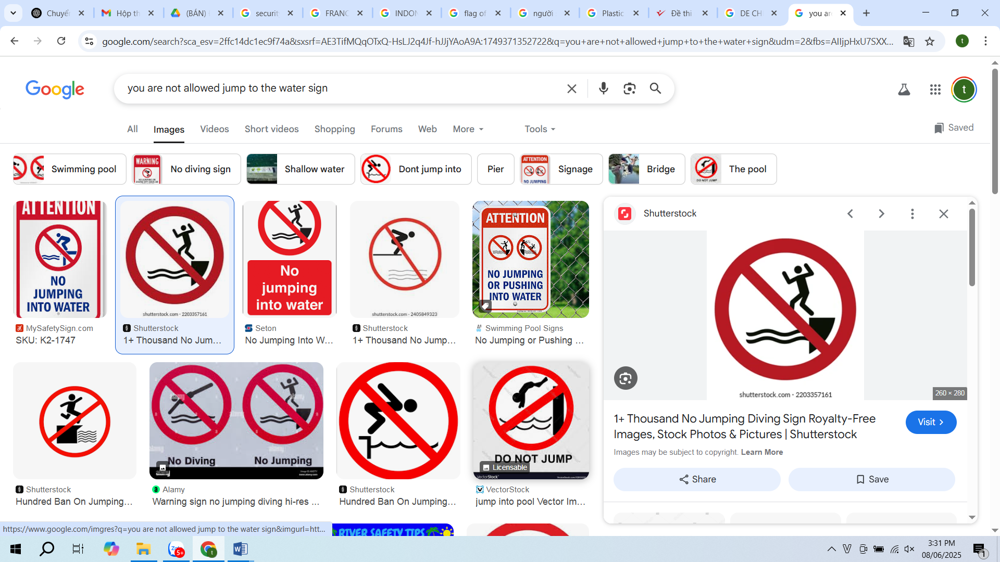 Chuyể
Hộp th
(BÁN)
securit
FRANC
INDON
flag of
người
Plastic
Đề thi
DE CH
you ar
google.com/search?sca_esv=2ffc14dc1ec9f74a&sxsrf=AE3TifMQqOTxQ-HsLJ2q4Jf-hJJjYAoA9A:1749371352722&q=you+are+not+allowed+jump+to+the+water+sign&udm=2&fbs=AIIjpHxU7SXX...
t
Google
you are not allowed jump to the water sign
t
All
Images
Videos
Short videos
Shopping
Forums
Web
More
Tools
Saved
Swimming pool
WARNING
No diving sign
Shallow water
Dont jump into
Pier
ATTENTION
NO JUMPING
Signage
Bridge
DO NOT JUMP
The pool
ATTENTION
NO
JUMPING
INTO WATER
shutterstock.com · 2203357161
No
jumping
into water
shutterstock.com · 2405849323
ATTENTION
NO JUMPING
OR PUSHING
INTO WATER
MySafetySign.com
SKU: K2-1747
Shutterstock
1+ Thousand No Jum...
Seton
No Jumping Into W...
Shutterstock
1+ Thousand No Jump...
Swimming Pool Signs
No Jumping or Pushing ...
No Diving
No Jumping
alamy
www.alamy.com
DO NOT JUMP
Licensable
VectorStock
Shutterstock
Hundred Ban On Jumping...
Alamy
Warning sign no jumping diving hi-res ...
Shutterstock
Hundred Ban On Jumping...
VectorStock
jump into pool Vector Im...
RIVER SAFETY TIPS
Shutterstock
shutterstock.com · 2203357161
260 × 280
1+ Thousand No Jumping Diving Sign Royalty-Free
Images, Stock Photos & Pictures | Shutterstock
Visit
Images may be subject to copyright. Learn More
Share
Save
https://www.google.com/imgres?q=you are not allowed jump to the water sign&imgurl=htt...
5+
t
3:31 PM
08/06/2025
1